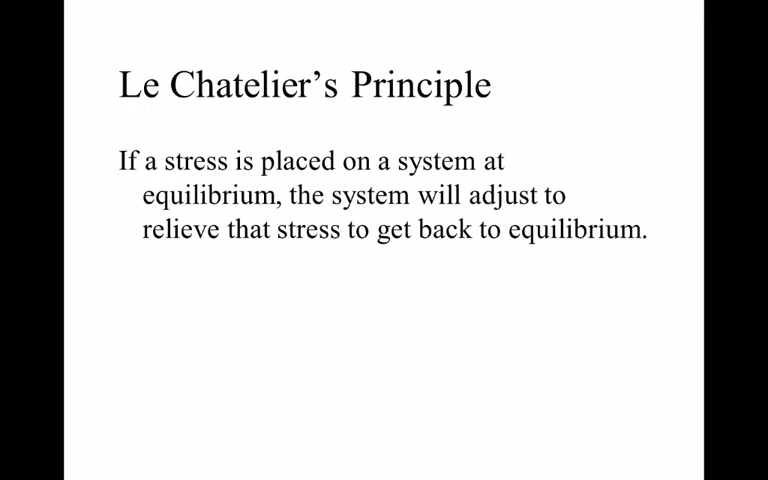 Le Chatelier’s Principle
If a stress is placed on a system at
equilibrium, the system will adjust to
relieve that stress to get back to equilibrium.